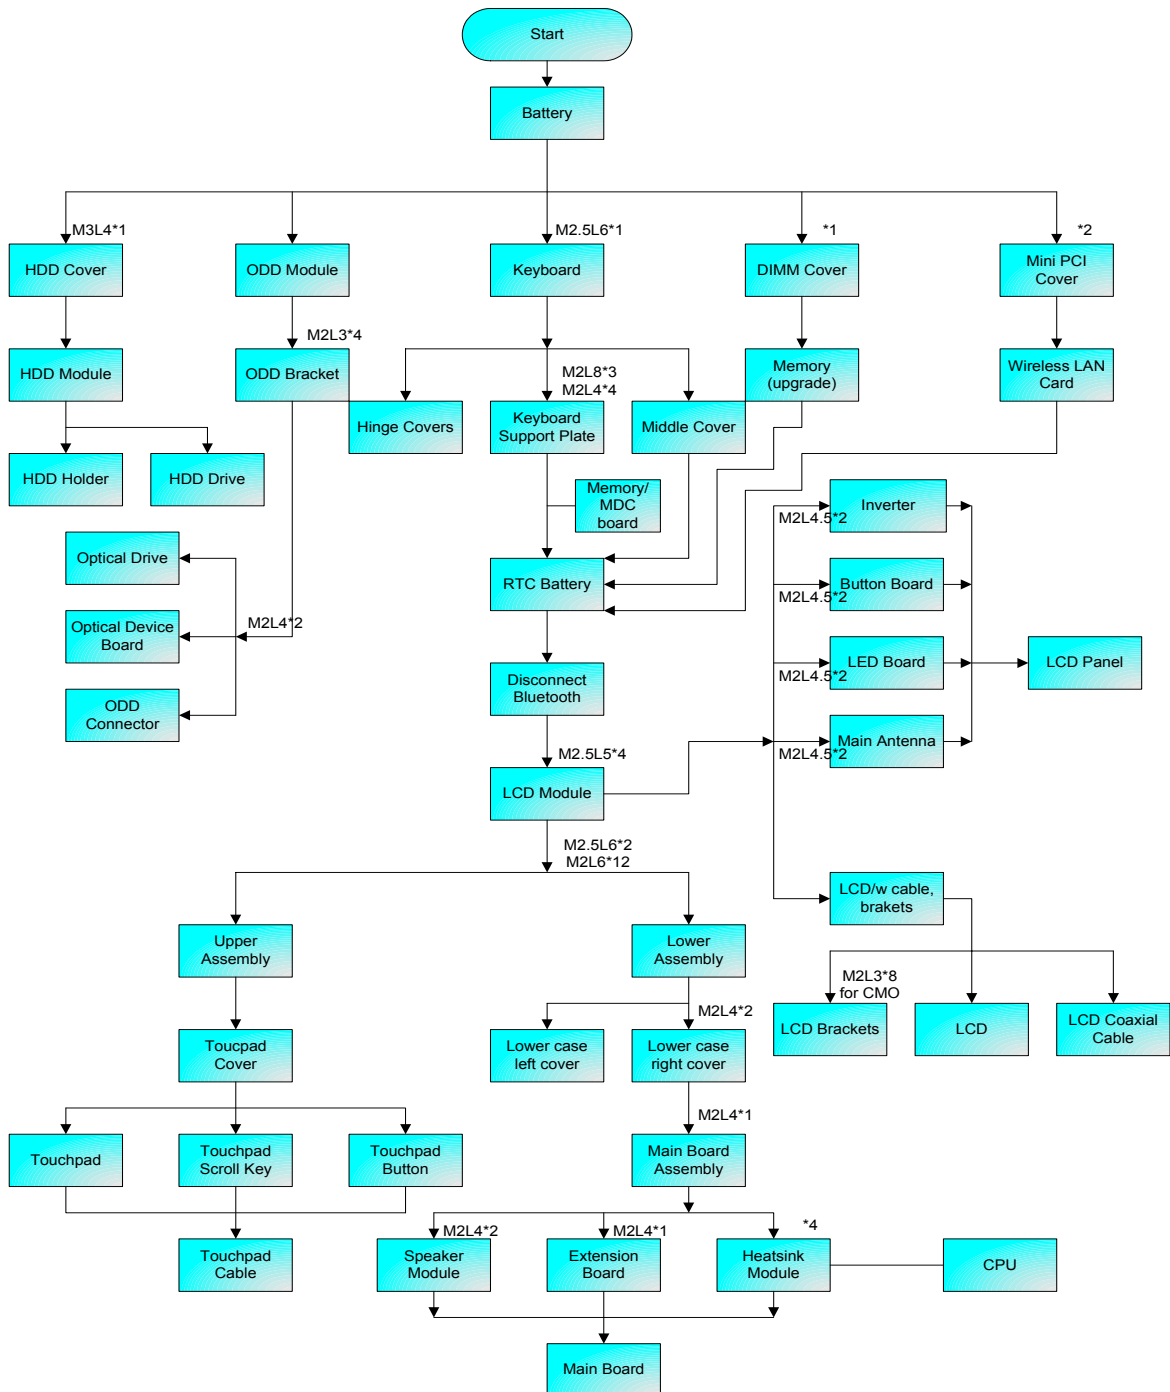 Start
Battery
M3L4*1
M2.5L6*1
*1
*2
HDD Cover
ODD Module
Keyboard
DIMM Cover
Mini PCI
Cover
M2L3*4
HDD Module
ODD Bracket
M2L8*3
M2L4*4
Memory
(upgrade)
Wireless LAN
Card
Hinge Covers
Keyboard
Support Plate
Middle Cover
HDD Holder
HDD Drive
Memory/
MDC
board
Inverter
M2L4.5*2
Optical Drive
RTC Battery
Button Board
M2L4.5*2
M2L4*2
Optical Device
Board
LED Board
M2L4.5*2
LCD Panel
Disconnect
Bluetooth
ODD
Connector
Main Antenna
M2L4.5*2
M2.5L5*4
LCD Module
M2.5L6*2
M2L6*12
LCD/w cable,
brakets
Upper
Assembly
Lower
Assembly
M2L3*8
for CMO
M2L4*2
LCD Brackets
LCD
LCD Coaxial
Cable
Toucpad
Cover
Lower case
left cover
Lower case
right cover
M2L4*1
Touchpad
Touchpad
Scroll Key
Touchpad
Button
Main Board
Assembly
M2L4*2
M2L4*1
*4
Touchpad
Cable
Speaker
Module
Extension
Board
Heatsink
Module
CPU
Main Board